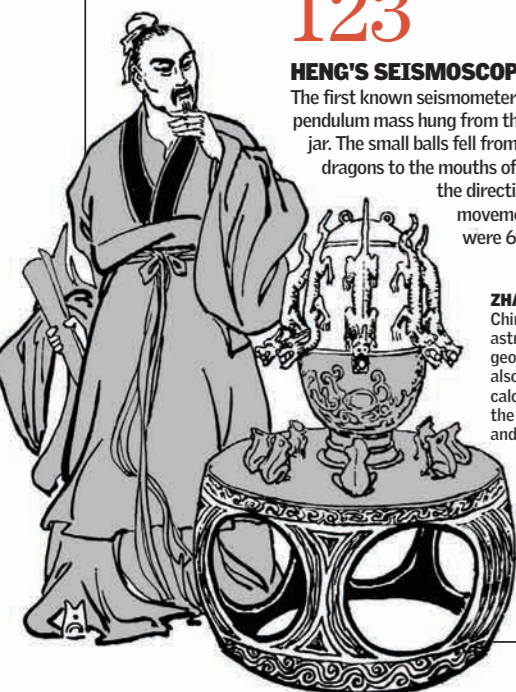 123
HENG'S SEISMOSCOP
The first known seismometer
pendulum mass hung from th
jar. The small balls fell from
dragons to the mouths of
the directi
moveme
were 6
ZHA
Chin
astr
geo
also
calc
the
and